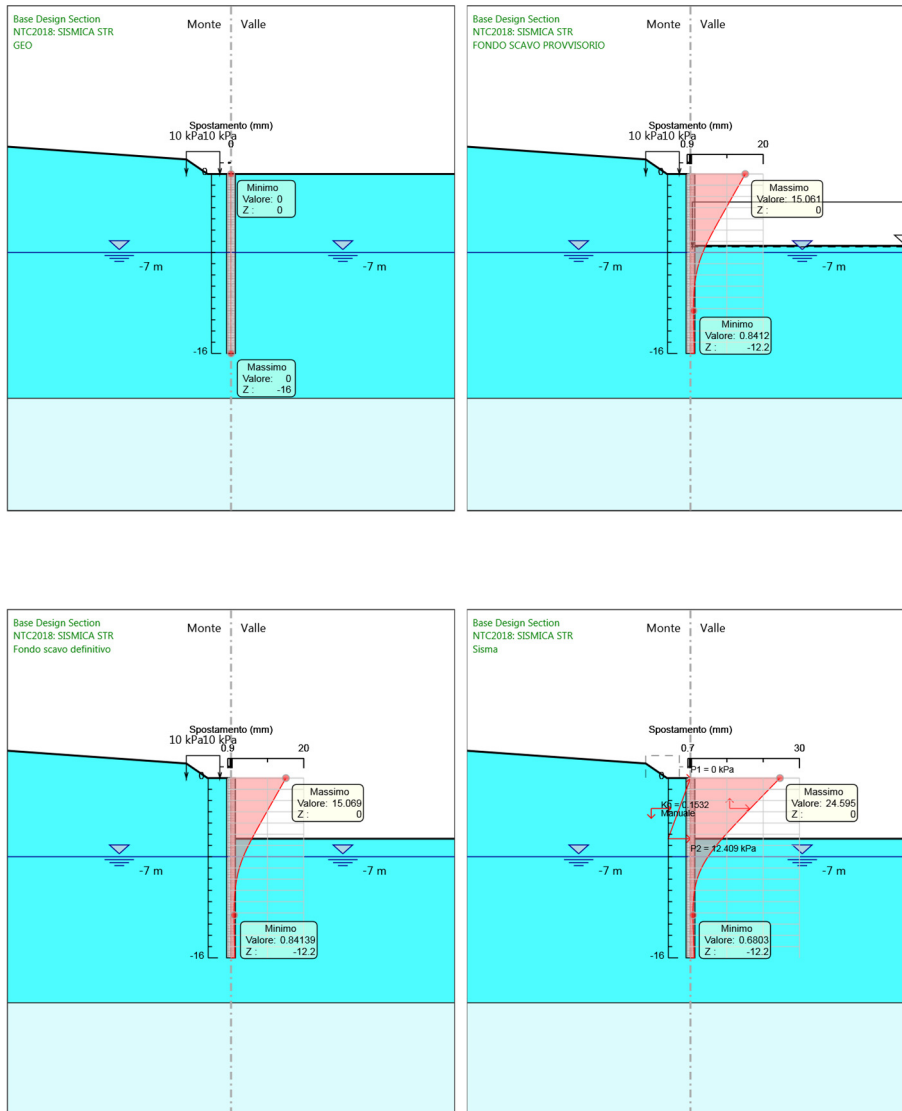 Base Design Section
NTC2018: SISMICA STR
GEO
Monte
Valle
Spostamento (mm)
10 kPa10 kPa
0
0
Minimo
Valore: 0
Z : 0
-7 m
-7 m
-16
Massimo
Valore: 0
Z : -16
Base Design Section
NTC2018: SISMICA STR
FONDO SCAVO PROVVISORIO
Monte
Valle
Spostamento (mm)
10 kPa10 kPa
0.9
20
0
Massimo
Valore: 15.061
Z : 0
-7 m
-7 m
-16
Minimo
Valore: 0.8412
Z : -12.2
Base Design Section
NTC2018: SISMICA STR
Fondo scavo definitivo
Monte
Valle
Spostamento (mm)
10 kPa10 kPa
0.9
20
0
Massimo
Valore: 15.069
Z : 0
-7 m
-7 m
-16
Minimo
Valore: 0.84139
Z : -12.2
Base Design Section
NTC2018: SISMICA STR
Sisma
Monte
Valle
Spostamento (mm)
0.7
30
0
P1 = 0 kPa
Massimo
Valore: 24.595
Z : 0
= 0.1532
Manuale
P2 = 12.409 kPa
-7 m
-7 m
-16
Minimo
Valore: 0.6803
Z : -12.2